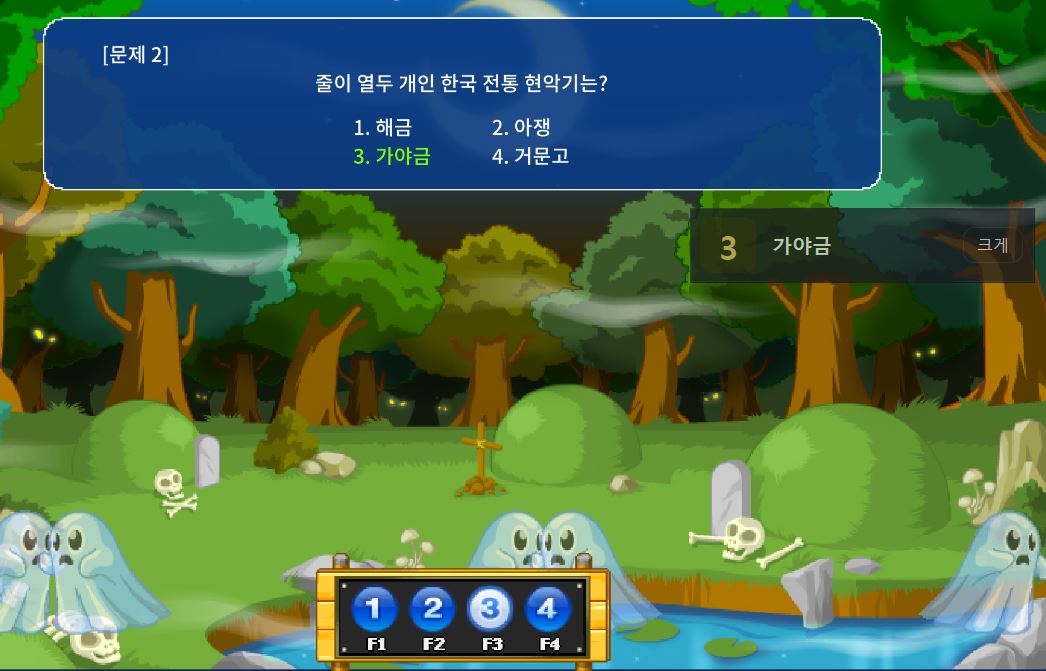 [문제 2]
줄이 열두 개인 한국 전통 현악기는?
1. 해금 2. 아쟁
3. 가야금 4. 거문고
3 가야금 크게
1 2 3 4
F1 F2 F3 F4